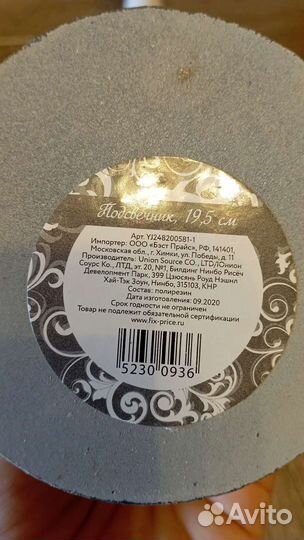 Подсвечник, 19,5 см
Арт. YJ248200581-1
Импортер: ООО «Бэст Прайс», РФ, 141401,
Московская обл., г. Химки, ул. Победы, д. 11
Производитель: Union Source CO., LTD/Юнион
Соурс Ко., ЛТД, эт. 20, №1, Билдинг Нинбо Рисёч
Девелопмент Парк, 399 Цзюсянь Роуд Нэшнл
Хай-Тэк Зоун, Нинбо, 315103, КНР
Состав: полирезин
Дата изготовления: 09.2020
Срок годности не ограничен
Товар не подлежит обязательной сертификации
www.fix-price.ru
5230 0936
Avito